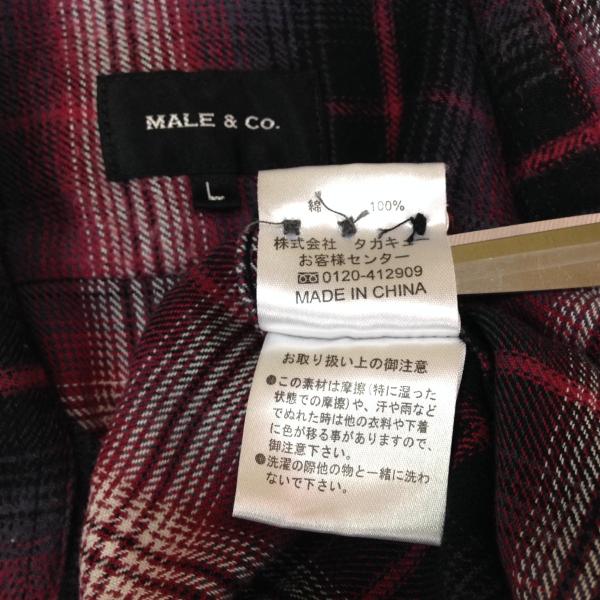 MALE & CO.
L
綿 100%
株式会社 タカキュー
お客様センター
0120-412909
MADE IN CHINA
お取り扱い上の御注意
●この素材は摩擦(特に湿った
状態での摩擦)や、汗や雨など
でぬれた時は他の衣料や下着
に色が移る事がありますので、
御注意下さい。
●洗濯の際他の物と一緒に洗わ
ないで下さい。